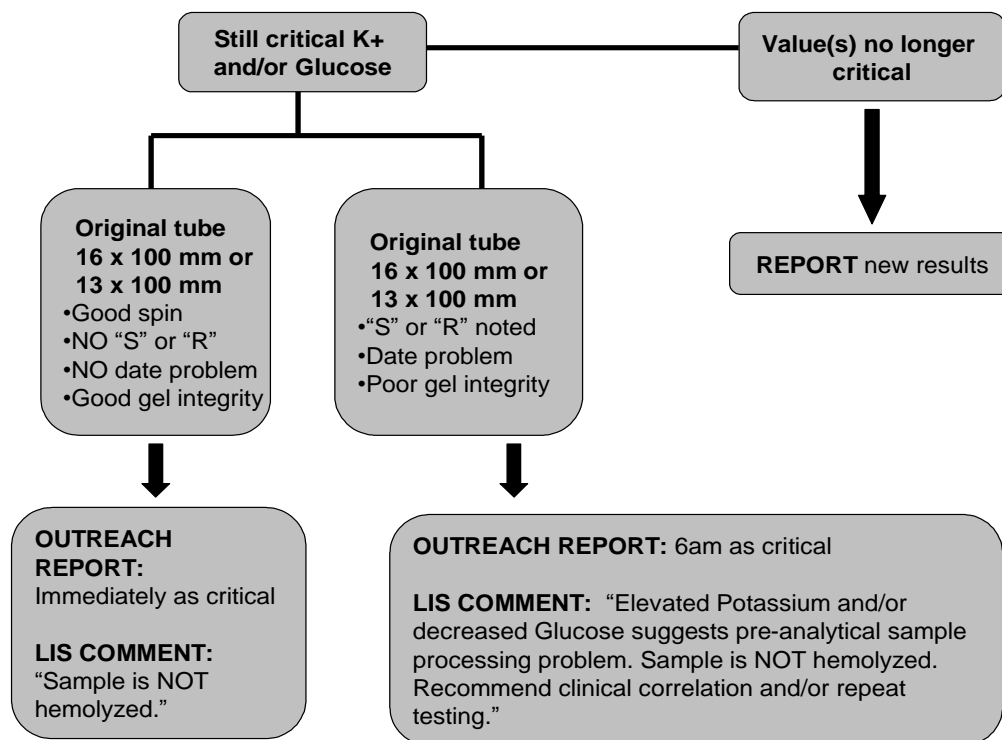 Still critical K+
and/or Glucose
Value(s) no longer
critical
Original tube
16 x 100 mm or
13 x 100 mm
•Good spin
•NO “S” or “R”
•NO date problem
•Good gel integrity
Original tube
16 x 100 mm or
13 x 100 mm
•“S” or “R” noted
•Date problem
•Poor gel integrity
REPORT new results
OUTREACH
REPORT:
Immediately as critical
LIS COMMENT:
“Sample is NOT
hemolyzed.”
OUTREACH REPORT: 6am as critical
LIS COMMENT: “Elevated Potassium and/or
decreased Glucose suggests pre-analytical sample
processing problem. Sample is NOT hemolyzed.
Recommend clinical correlation and/or repeat
testing.”